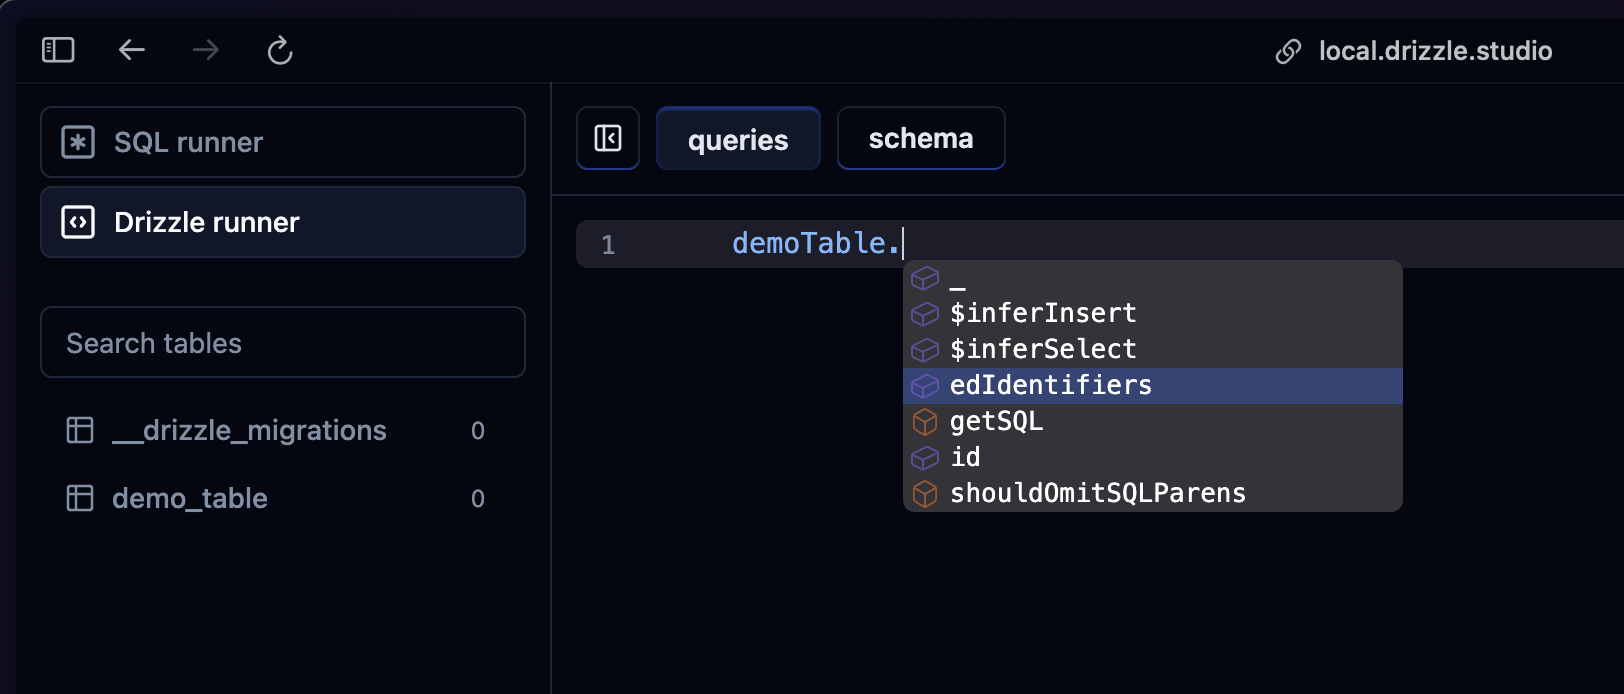 local.drizzle.studio
SQL runner
Drizzle runner
Search tables
__drizzle_migrations 0
demo_table 0
queries
schema
1 demoTable.
_
$inferInsert
$inferSelect
edIdentifiers
getSQL
id
shouldOmitSQLParens